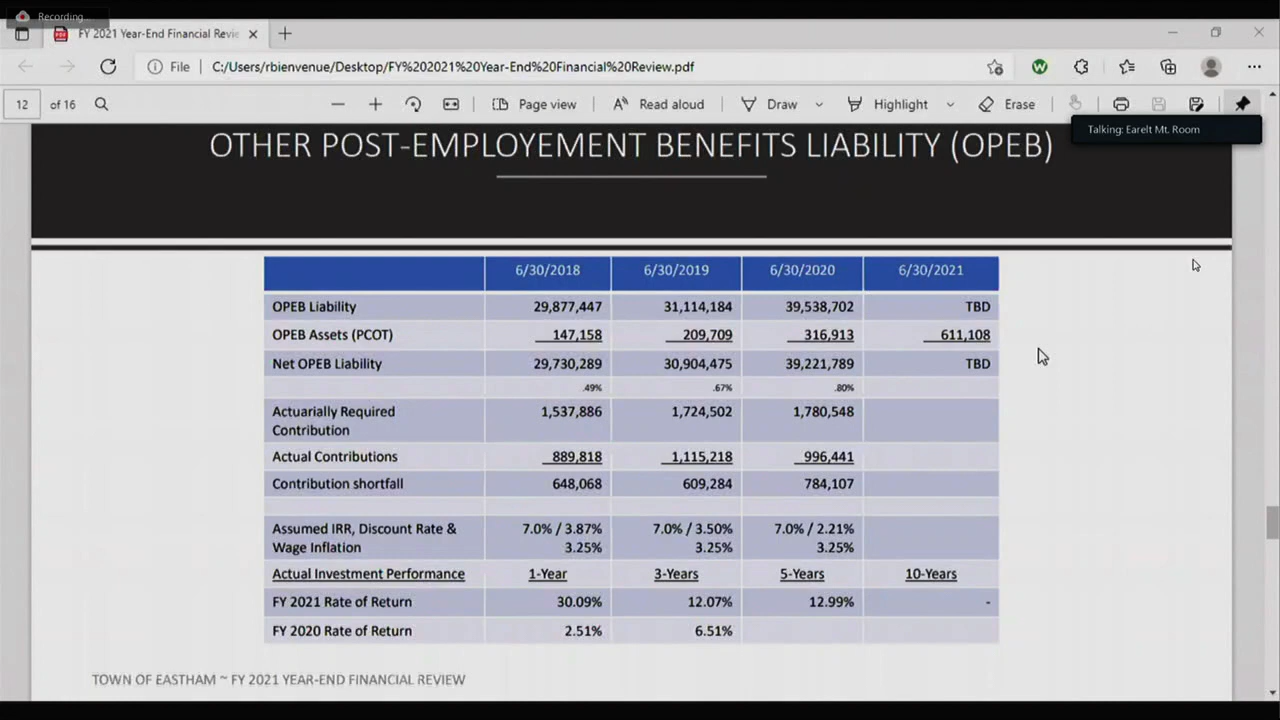 Recording...
FY 2021 Year-End Financial Revie
File C:/Users/rbienvenue/Desktop/FY%202021%20Year-End%20Financial%20Review.pdf
12 of 16 Page view Read aloud Draw Highlight Erase
Talking: Earelt Mt. Room
OTHER POST-EMPLOYEMENT BENEFITS LIABILITY (OPEB)
6/30/2018 6/30/2019 6/30/2020 6/30/2021
OPEB Liability 29,877,447 31,114,184 39,538,702 TBD
OPEB Assets (PCOT) 147,158 209,709 316,913 611,108
Net OPEB Liability 29,730,289 30,904,475 39,221,789 TBD
.49% .67% .80%
Actuarially Required 1,537,886 1,724,502 1,780,548
Contribution
Actual Contributions 889,818 1,115,218 996,441
Contribution shortfall 648,068 609,284 784,107
Assumed IRR, Discount Rate & 7.0% / 3.87% 7.0% / 3.50% 7.0% / 2.21%
Wage Inflation 3.25% 3.25% 3.25%
Actual Investment Performance 1-Year 3-Years 5-Years 10-Years
FY 2021 Rate of Return 30.09% 12.07% 12.99% -
FY 2020 Rate of Return 2.51% 6.51%
TOWN OF EASTHAM ~ FY 2021 YEAR-END FINANCIAL REVIEW